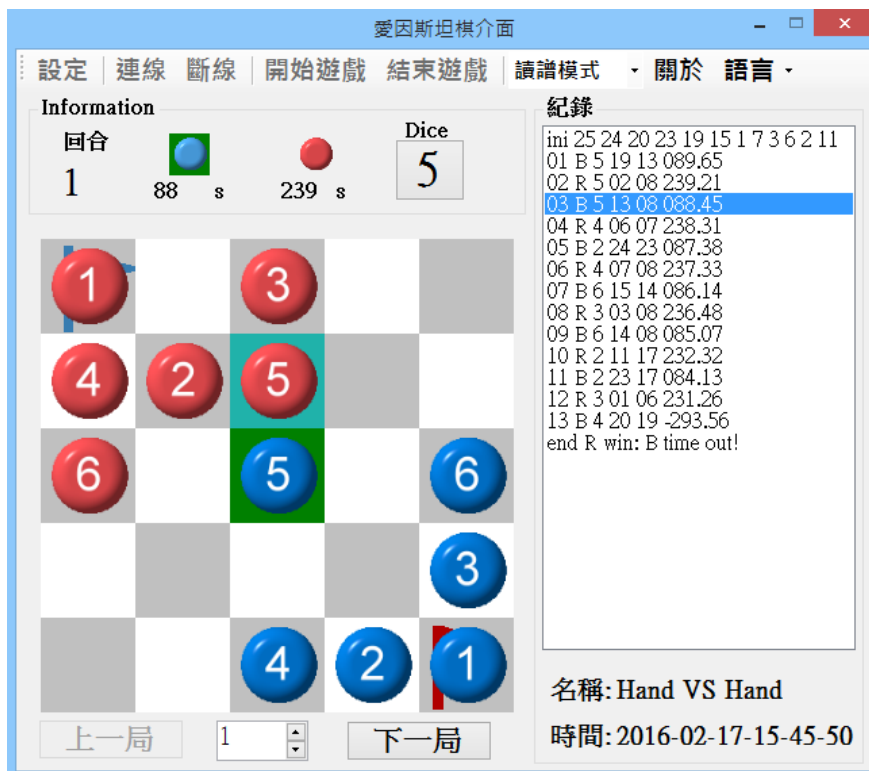 愛因斯坦棋介面
設定 連線 斷線 開始遊戲 結束遊戲 讀譜模式 關於 語言
Information
回合
1
88 s
239 s
Dice
5
1 3
4 2 5
6 5 6
3
4 2 1
上一局 1 下一局
紀錄
ini 25 24 20 23 19 15 1 7 3 6 2 11
01 B 5 19 13 089.65
02 R 5 02 08 239.21
03 B 5 13 08 088.45
04 R 4 06 07 238.31
05 B 2 24 23 087.38
06 R 4 07 08 237.33
07 B 6 15 14 086.14
08 R 3 03 08 236.48
09 B 6 14 08 085.07
10 R 2 11 17 232.32
11 B 2 23 17 084.13
12 R 3 01 06 231.26
13 B 4 20 19 -293.56
end R win: B time out!
名稱: Hand VS Hand
時間: 2016-02-17-15-45-50